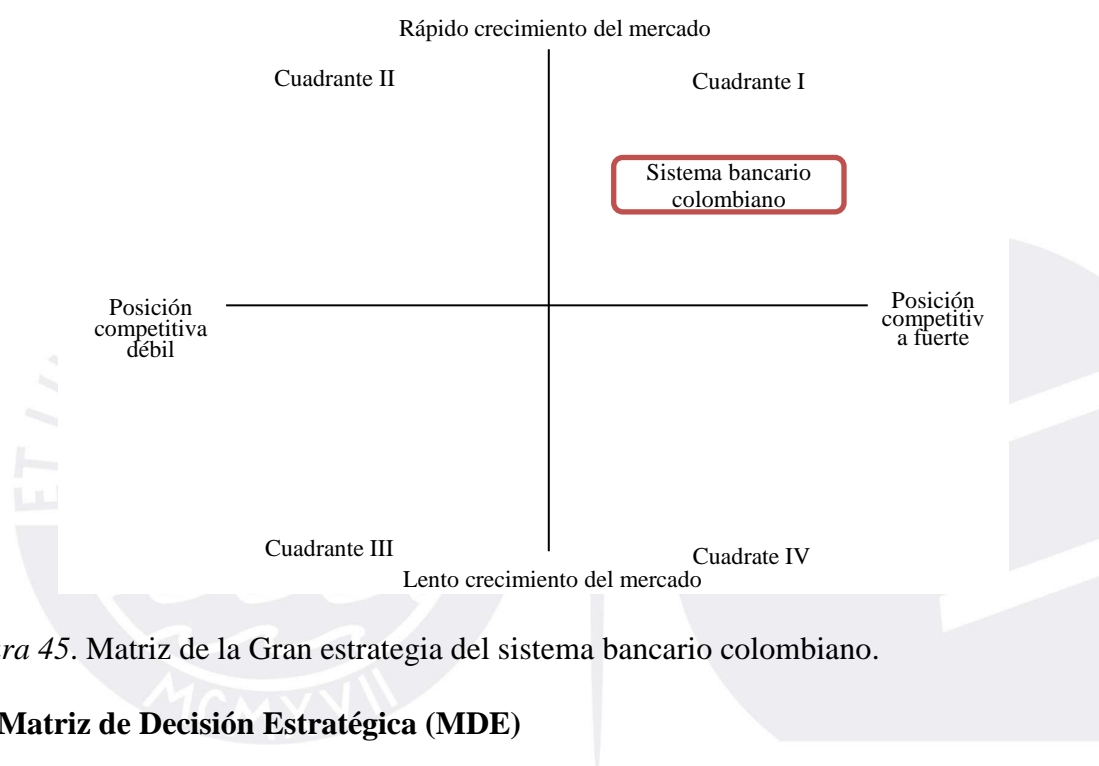 Rápido crecimiento del mercado
Cuadrante II
Cuadrante I
Sistema bancario
colombiano
Posición
competitiva
débil
Posición
competitiv
a fuerte
Cuadrante III
Cuadrate IV
Lento crecimiento del mercado
ra 45. Matriz de la Gran estrategia del sistema bancario colombiano.
Matriz de Decisión Estratégica (MDE)
ET
MCMXVII